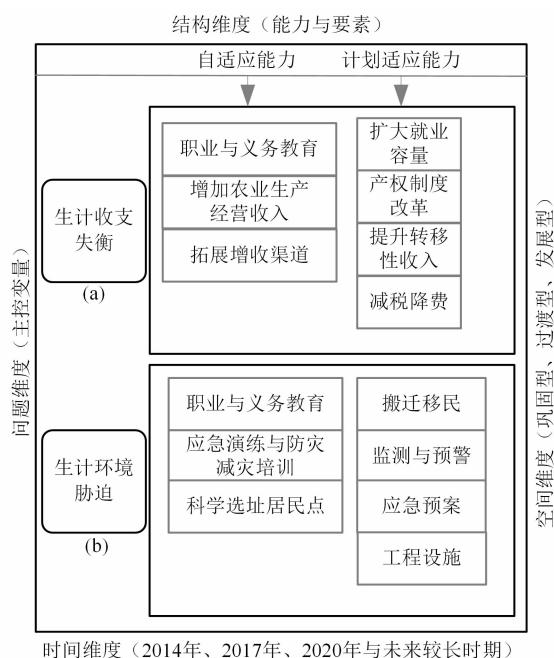 结构维度（能力与要素）
自适应能力
计划适应能力
问题维度（主控变量）
生计收支
失衡
(a)
职业与义务教育
增加农业生产
经营收入
拓展增收渠道
扩大就业
容量
产权制度
改革
提升转移
性收入
减税降费
生计环境
胁迫
(b)
职业与义务教育
应急演练与防灾
减灾培训
科学选址居民点
搬迁移民
监测与预警
应急预案
工程设施
空间维度（巩固型、过渡型、发展型）
时间维度（2014年、2017年、2020年与未来较长时期）